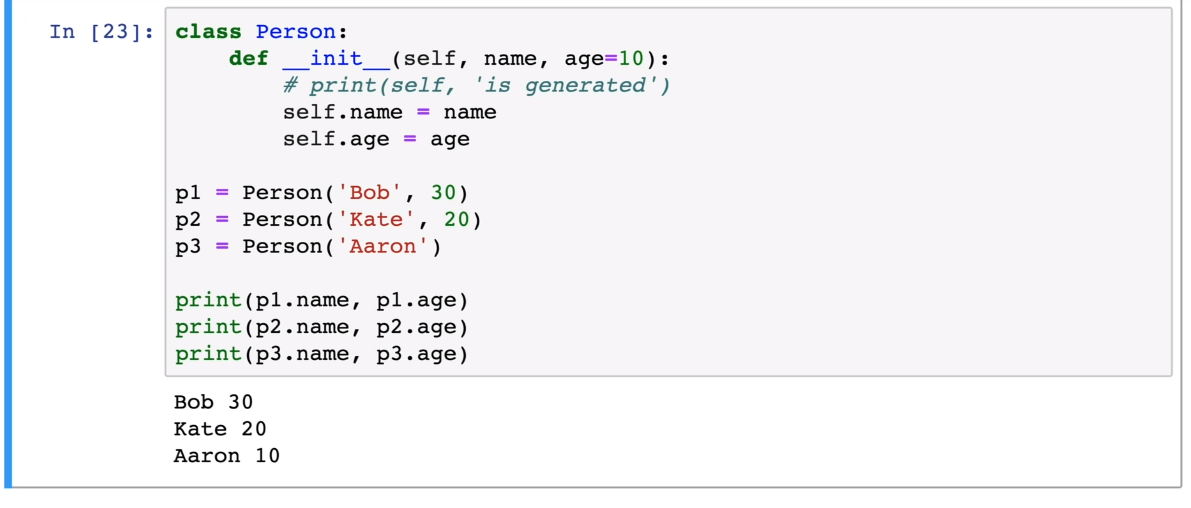 In [23]: class Person:
    def __init__(self, name, age=10):
        # print(self, 'is generated')
        self.name = name
        self.age = age

p1 = Person('Bob', 30)
p2 = Person('Kate', 20)
p3 = Person('Aaron')

print(p1.name, p1.age)
print(p2.name, p2.age)
print(p3.name, p3.age)

Bob 30
Kate 20
Aaron 10